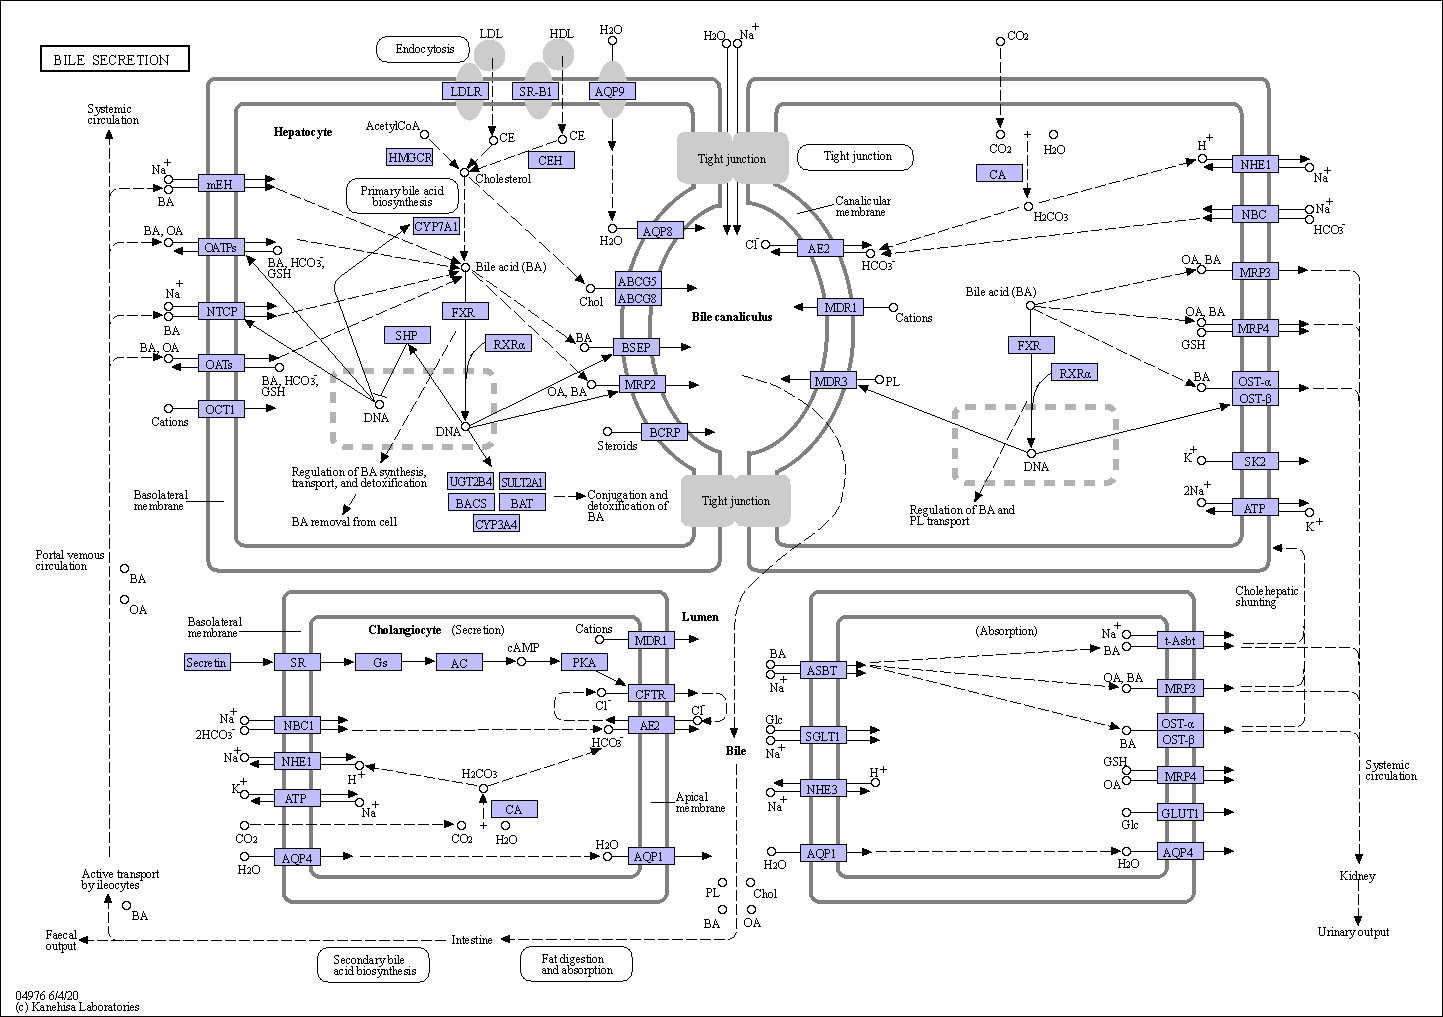 BILE SECRETION
Endocytosis
LDL
HDL
H2O
H2O
Na+
CO2
LDLR
SR-B1
AQP9
Systemic
circulation
Hepatocyte
AcetylCoA
CE
CE
HMGCR
CEH
Cholesterol
Tight junction
Tight junction
CO2
+
H2O
CA
H2CO3
H+
NHE1
Na+
Na+
BA
mEH
Primary bile acid
biosynthesis
CYP7A1
Canalicular
membrane
NBC
Na+
HCO3-
BA, OA
OATPs
BA, HCO3-,
GSH
H2O
AQP8
Cl-
AE2
HCO3-
Bile acid (BA)
OA, BA
MRP3
Na+
BA
NTCP
FXR
SHP
RXRα
Chol
ABCG5
ABCG8
Bile canaliculus
MDR1
Cations
Bile acid (BA)
OA, BA
GSH
MRP4
BA, OA
OATs
BA, HCO3-,
GSH
BA
BSEP
FXR
RXRα
BA
OST-α
OST-β
OA, BA
MRP2
MDR3
PL
Cations
OCT1
DNA
DNA
Steroids
BCRP
DNA
K+
SK2
Regulation of BA synthesis,
transport, and detoxification
BA removal from cell
UGT2B4
SULT2A1
BACS
BAT
CYP3A4
Conjugation and
detoxification of
BA
Tight junction
Regulation of BA and
PL transport
2Na+
ATP
K+
Basolateral
membrane
Portal venous
circulation
BA
OA
Cholehepatic
shunting
Basolateral
membrane
Cholangiocyte
(Secretion)
Lumen
Cations
MDR1
(Absorption)
Na+
BA
t-Asbt
Secretin
SR
Gs
AC
cAMP
PKA
BA
Na+
ASBT
OA, BA
MRP3
Cl-
CFTR
Na+
2HCO3-
NBC1
HCO3-
AE2
Cl-
Glc
Na+
SGLT1
BA
OST-α
OST-β
Bile
Na+
NHE1
H+
H2CO3
Na+
NHE3
H+
GSH
OA
MRP4
Systemic
circulation
K+
ATP
Na+
CA
Apical
membrane
Glc
GLUT1
CO2
CO2
+
H2O
H2O
AQP4
H2O
AQP1
H2O
AQP1
H2O
AQP4
Active transport
by ileocytes
BA
PL
Chol
BA
OA
Kidney
Faecal
output
Intestine
Urinary output
Secondary bile
acid biosynthesis
Fat digestion
and absorption
04976 6/4/20
(c) Kanehisa Laboratories